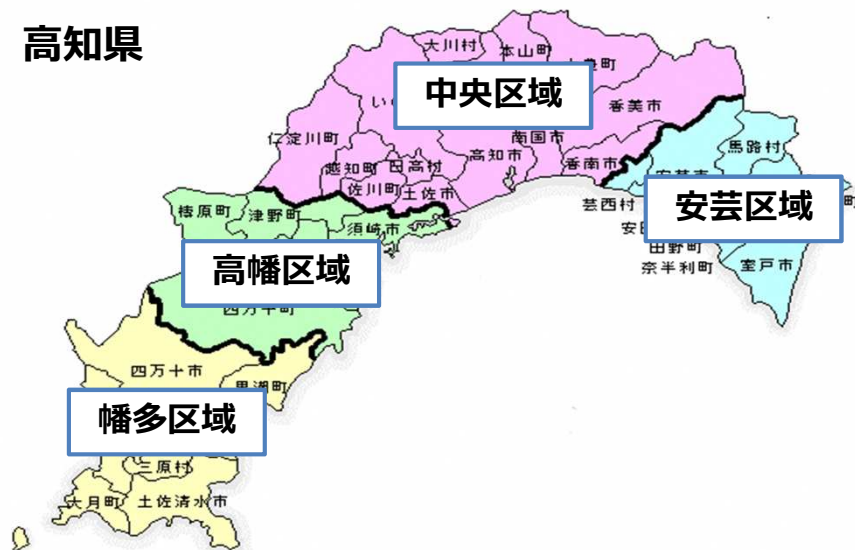 高知県
大川村
本山町
中央区域
香美市
仁淀川町
南国市
馬路村
越知町
日高村
高知市
香南市
佐川町
土佐市
芸西村
安芸区域
梼原町
津野町
須崎市
田野町
奈半利町
室戸市
高幡区域
四万十町
四万十市
幡多区域
三原村
大月町
土佐清水市